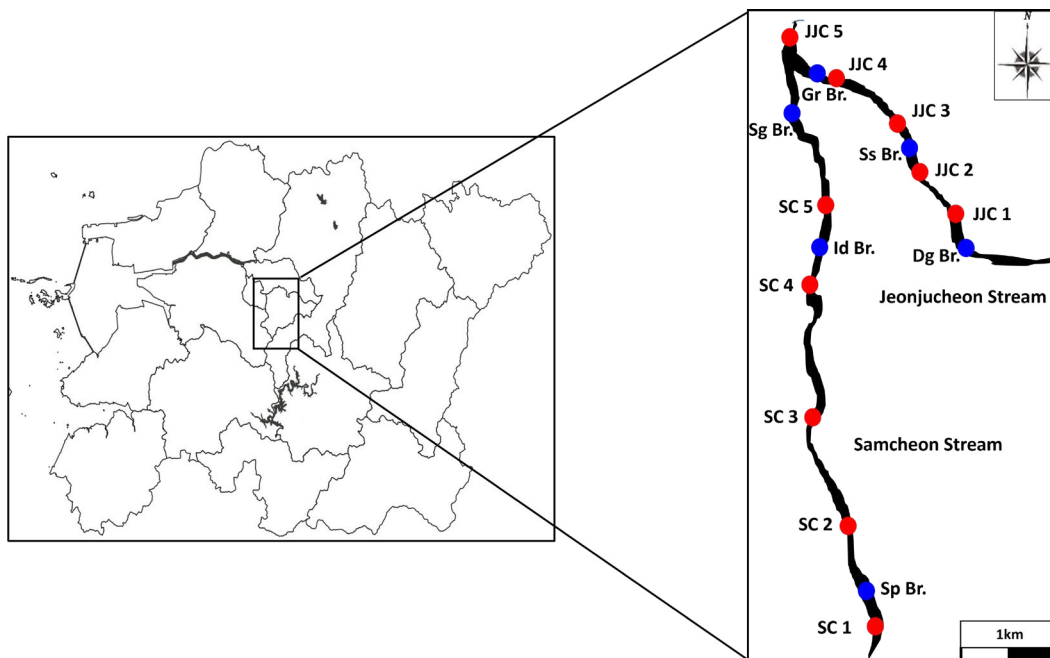 N
JJC 5
JJC 4
Gr Br.
JJC 3
Sg Br.
Ss Br.
JJC 2
SC 5
JJC 1
Id Br.
Dg Br.
SC 4
Jeonjucheon Stream
SC 3
Samcheon Stream
SC 2
Sp Br.
SC 1
1km